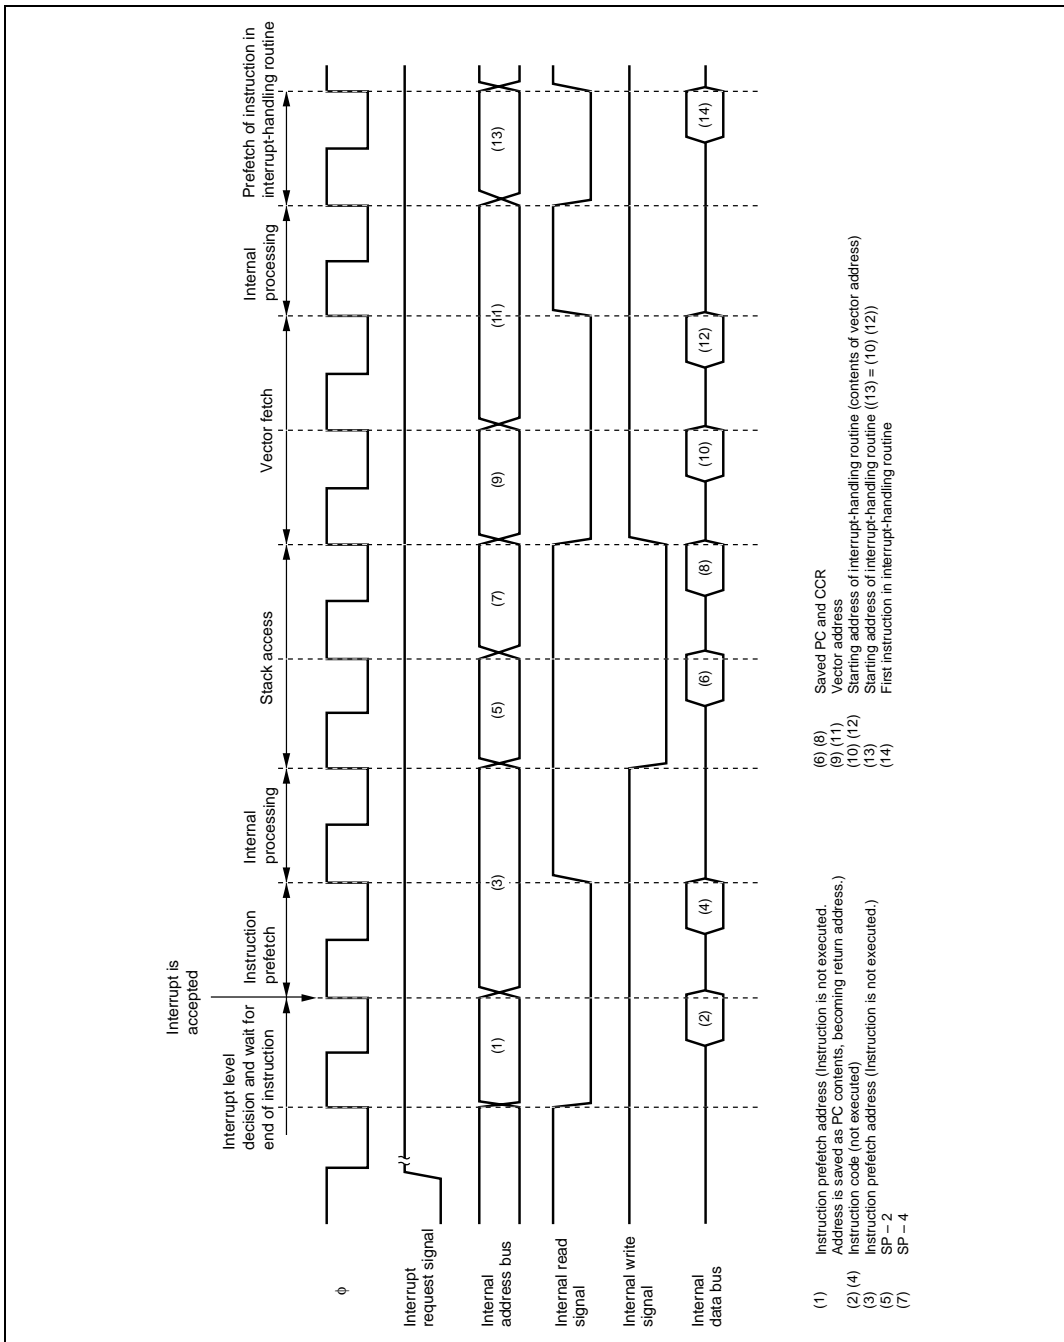 Interrupt is
accepted
Interrupt level
decision and wait for
end of instruction
Instruction
prefetch
Internal
processing
Stack access
Vector fetch
Internal
processing
Prefetch of instruction in
interrupt-handling routine
φ
Interrupt
request signal
Internal
address bus
(1)
(3)
(5)
(7)
(9)
(11)
(13)
Internal read
signal
Internal write
signal
Internal
data bus
(2)
(4)
(6)
(8)
(10)
(12)
(14)
(1) Instruction prefetch address (Instruction is not executed.
Address is saved as PC contents, becoming return address.)
(2) (4) Instruction code (not executed)
(3) Instruction prefetch address (Instruction is not executed.)
(5) SP – 2
(7) SP – 4
(6) (8) Saved PC and CCR
(9) (11) Vector address
(10) (12) Starting address of interrupt-handling routine (contents of vector address)
(13) Starting address of interrupt-handling routine ((13) = (10) (12))
(14) First instruction in interrupt-handling routine